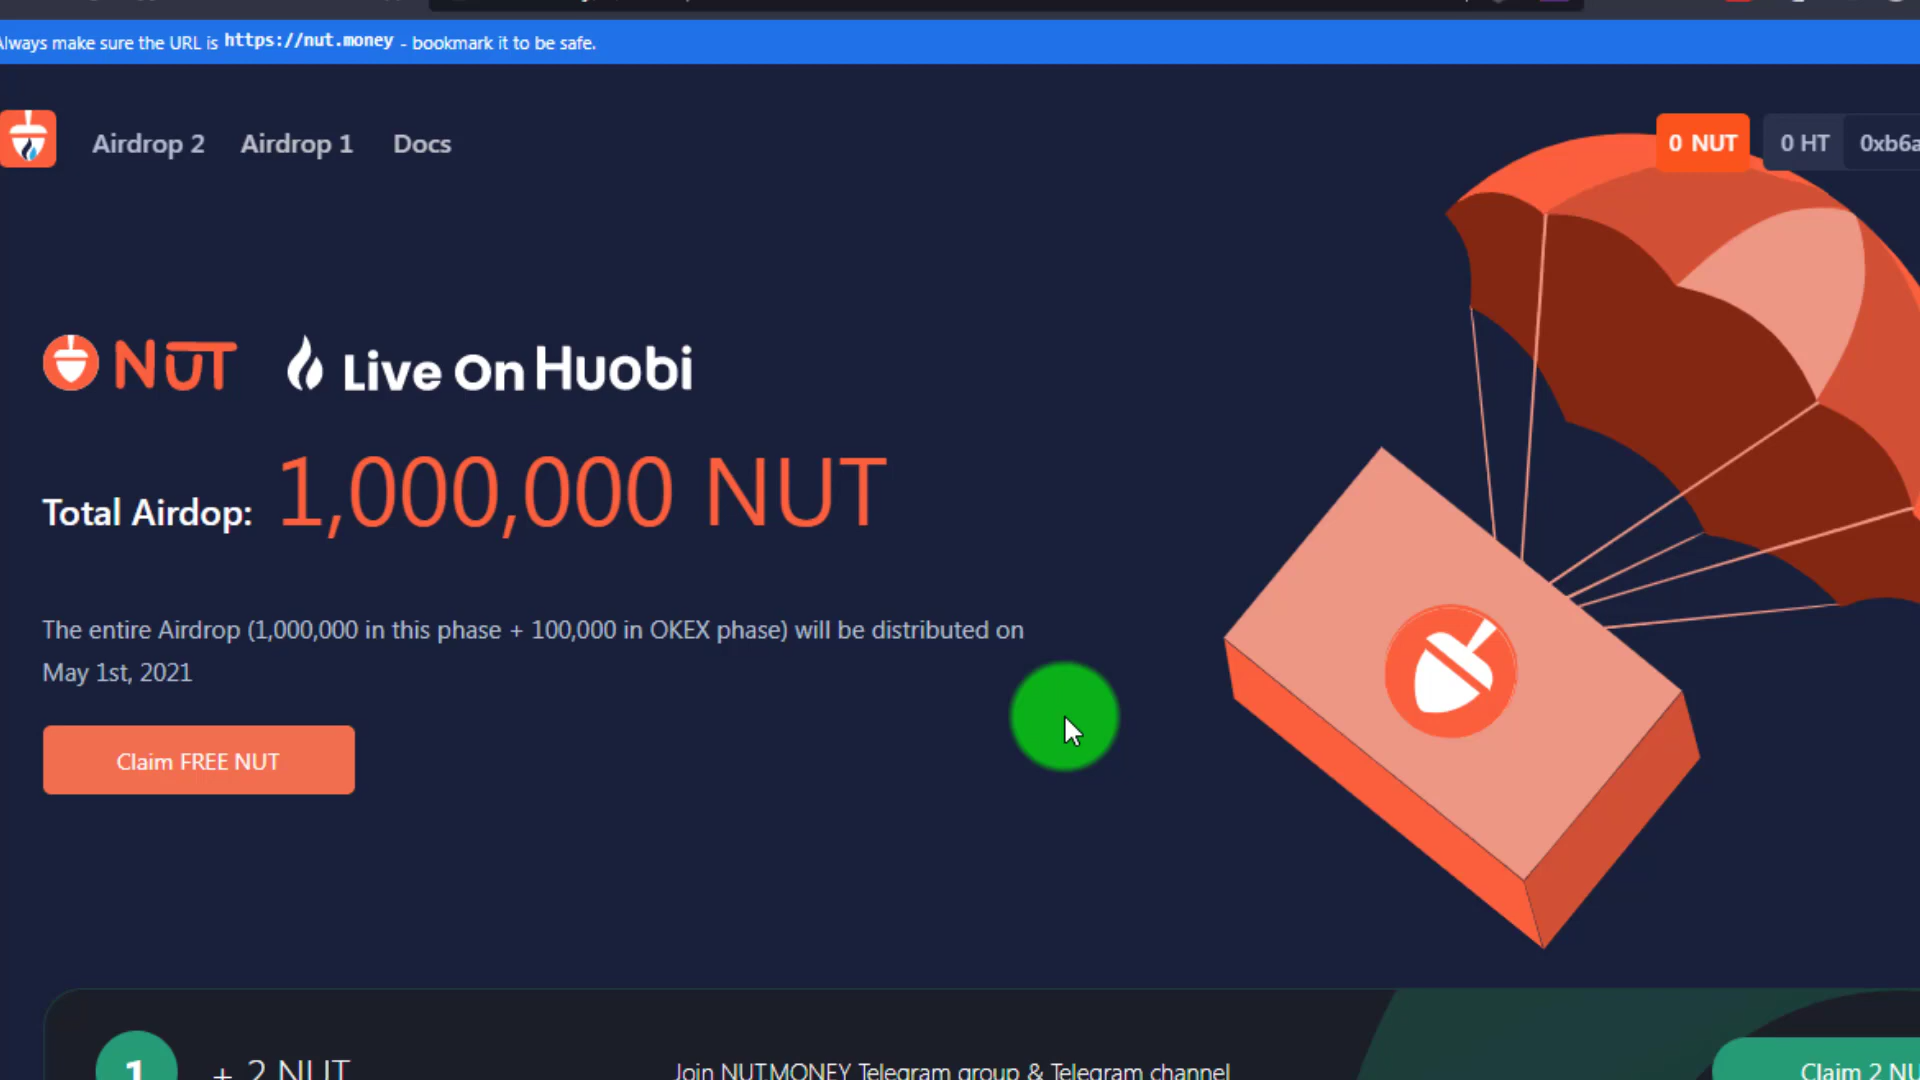 Always make sure the URL is https://nut.money - bookmark it to be safe.
Airdrop 2 Airdrop 1 Docs
0 NUT 0 HT 0xb6a
NUT Live On Huobi
Total Airdop: 1,000,000 NUT
The entire Airdrop (1,000,000 in this phase + 100,000 in OKEX phase) will be distributed on
May 1st, 2021
Claim FREE NUT
1 + 2 NUT Join NUT.MONEY Telegram group & Telegram channel Claim 2 NU